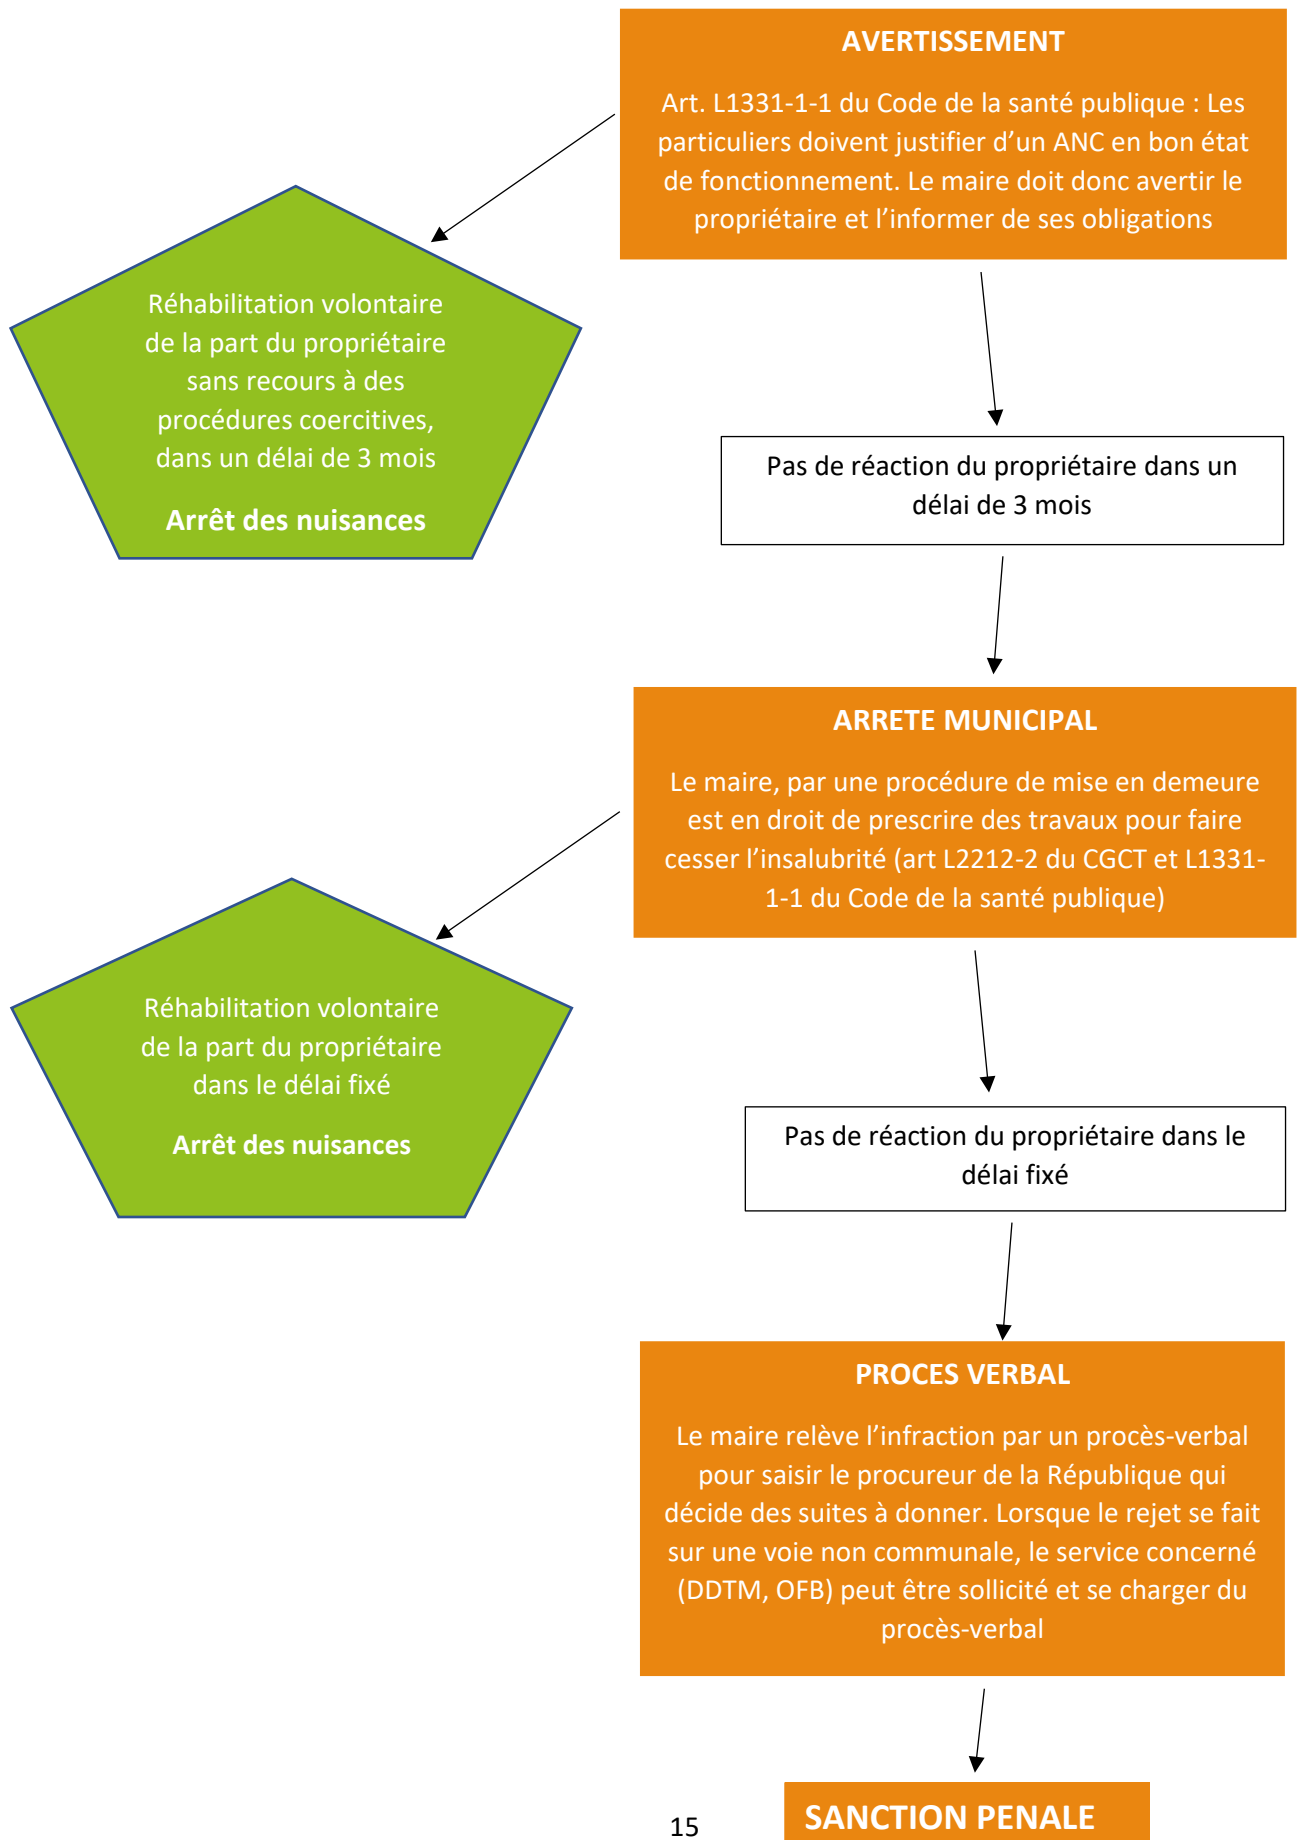 AVERTISSEMENT
Art. L1331-1-1 du Code de la santé publique : Les
particuliers doivent justifier d’un ANC en bon état
de fonctionnement. Le maire doit donc avertir le
propriétaire et l’informer de ses obligations
Réhabilitation volontaire
de la part du propriétaire
sans recours à des
procédures coercitives,
dans un délai de 3 mois
Arrêt des nuisances
Pas de réaction du propriétaire dans un
délai de 3 mois
ARRETE MUNICIPAL
Le maire, par une procédure de mise en demeure
est en droit de prescrire des travaux pour faire
cesser l’insalubrité (art L2212-2 du CGCT et L1331-
1-1 du Code de la santé publique)
Réhabilitation volontaire
de la part du propriétaire
dans le délai fixé
Arrêt des nuisances
Pas de réaction du propriétaire dans le
délai fixé
PROCES VERBAL
Le maire relève l’infraction par un procès-verbal
pour saisir le procureur de la République qui
décide des suites à donner. Lorsque le rejet se fait
sur une voie non communale, le service concerné
(DDTM, OFB) peut être sollicité et se charger du
procès-verbal
SANCTION PENALE
15